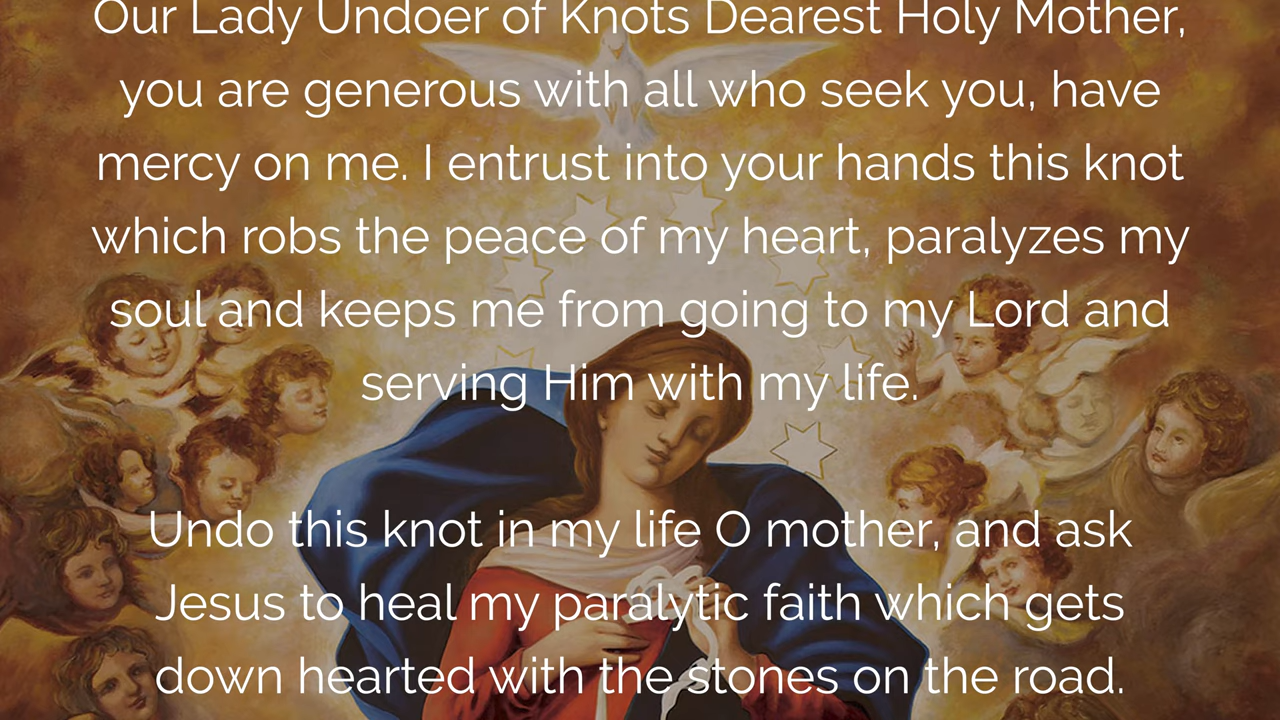 Our Lady Undoer of Knots Dearest Holy Mother,
you are generous with all who seek you, have
mercy on me. I entrust into your hands this knot
which robs the peace of my heart, paralyzes my
soul and keeps me from going to my Lord and
serving Him with my life.
Undo this knot in my life O mother, and ask
Jesus to heal my paralytic faith which gets
down hearted with the stones on the road.